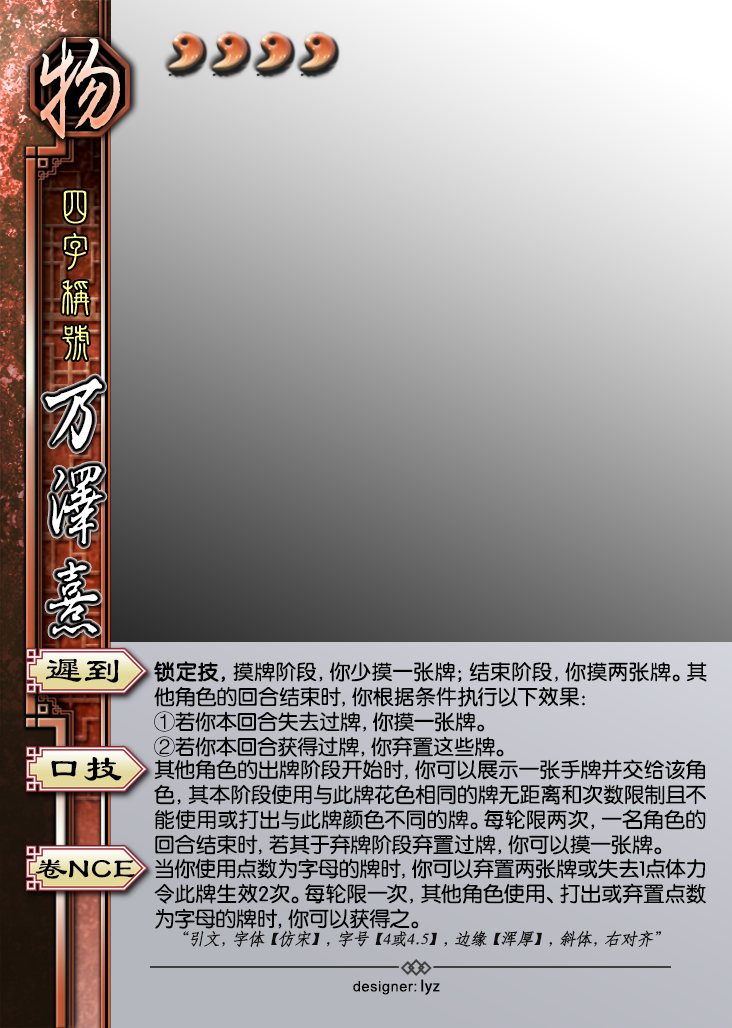 物
四字稱號
万澤熹
遲到
锁定技，摸牌阶段，你少摸一张牌；结束阶段，你摸两张牌。其
他角色的回合结束时，你根据条件执行以下效果：
①若你本回合失去过牌，你摸一张牌。
②若你本回合获得过牌，你弃置这些牌。
口技
其他角色的出牌阶段开始时，你可以展示一张手牌并交给该角
色，其本阶段使用与此牌花色相同的牌无距离和次数限制且不
能使用或打出与此牌颜色不同的牌。每轮限两次，一名角色的
回合结束时，若其于弃牌阶段弃置过牌，你可以摸一张牌。
卷NCE
当你使用点数为字母的牌时，你可以弃置两张牌或失去1点体力
令此牌生效2次。每轮限一次，其他角色使用、打出或弃置点数
为字母的牌时，你可以获得之。
“引文，字体【仿宋】，字号【4或4.5】，边缘【浑厚】，斜体，右对齐”
designer: lyz